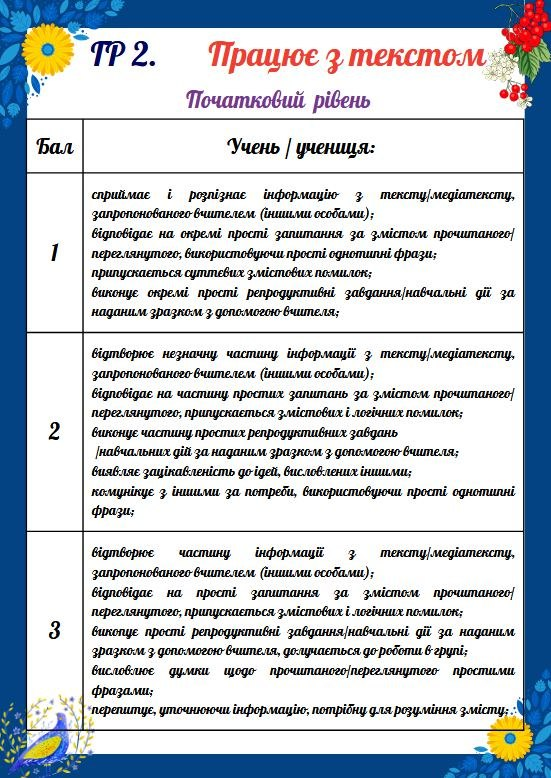 ГР 2. Працює з текстом
Початковий рівень
Бал Учень / учениця:
1
сприймає і розпізнає інформацію з тексту/медіатексту,
запропонованого вчителем (іншими особами);
відповідає на окремі прості запитання за змістом прочитаного/
переглянутого, використовуючи прості однотипні фрази;
припускається суттєвих змістових помилок;
виконує окремі прості репродуктивні завдання/навчальні дії за
наданим зразком з допомогою вчителя;
2
відтворює незначну частину інформації з тексту/медіатексту,
запропонованого вчителем (іншими особами);
відповідає на частину простих запитань за змістом прочитаного/
переглянутого, припускається змістових і логічних помилок;
виконує частину простих репродуктивних завдань
/навчальних дій за наданим зразком з допомогою вчителя;
виявляє зацікавленість до ідей, висловлених іншими;
комунікує з іншими за потреби, використовуючи прості однотипні
фрази;
3
відтворює частину інформації з тексту/медіатексту,
запропонованого вчителем (іншими особами);
відповідає на прості запитання за змістом прочитаного/
переглянутого, припускається змістових і логічних помилок;
виконує прості репродуктивні завдання/навчальні дії за наданим
зразком з допомогою вчителя, долучається до роботи в групі;
висловлює думки щодо прочитаного/переглянутого простими
фразами;
перепитує, уточнюючи інформацію, потрібну для розуміння змісту;